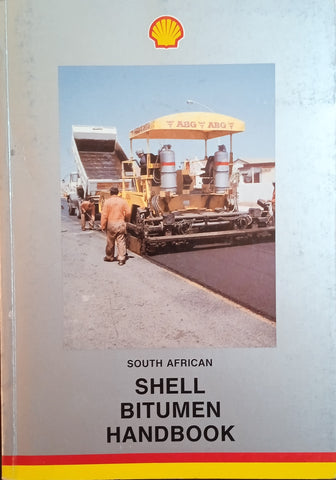 ABG ABG
SOUTH AFRICAN
SHELL
BITUMEN
HANDBOOK